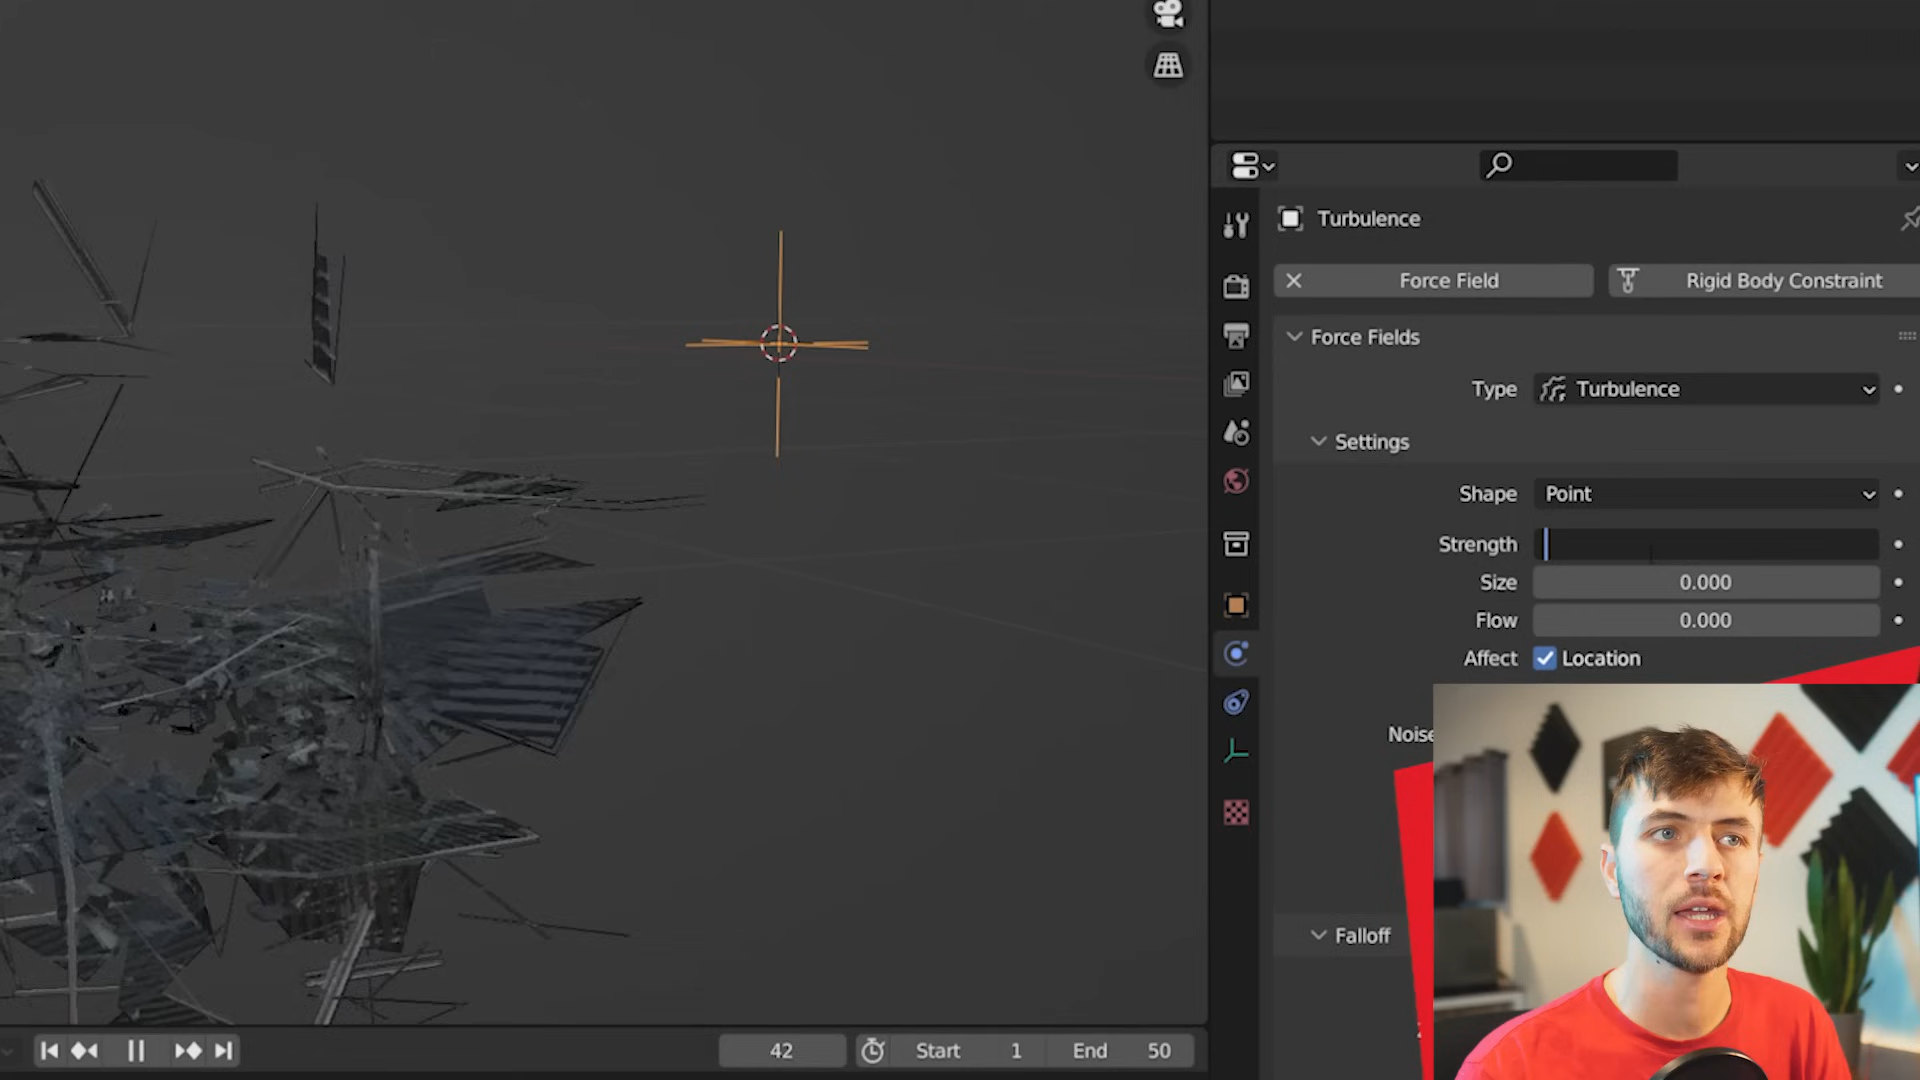 Turbulence
Force Field
Rigid Body Constraint
Force Fields
Type Turbulence
Settings
Shape Point
Strength
Size 0.000
Flow 0.000
Affect Location
Noise
Falloff
42 Start 1 End 50